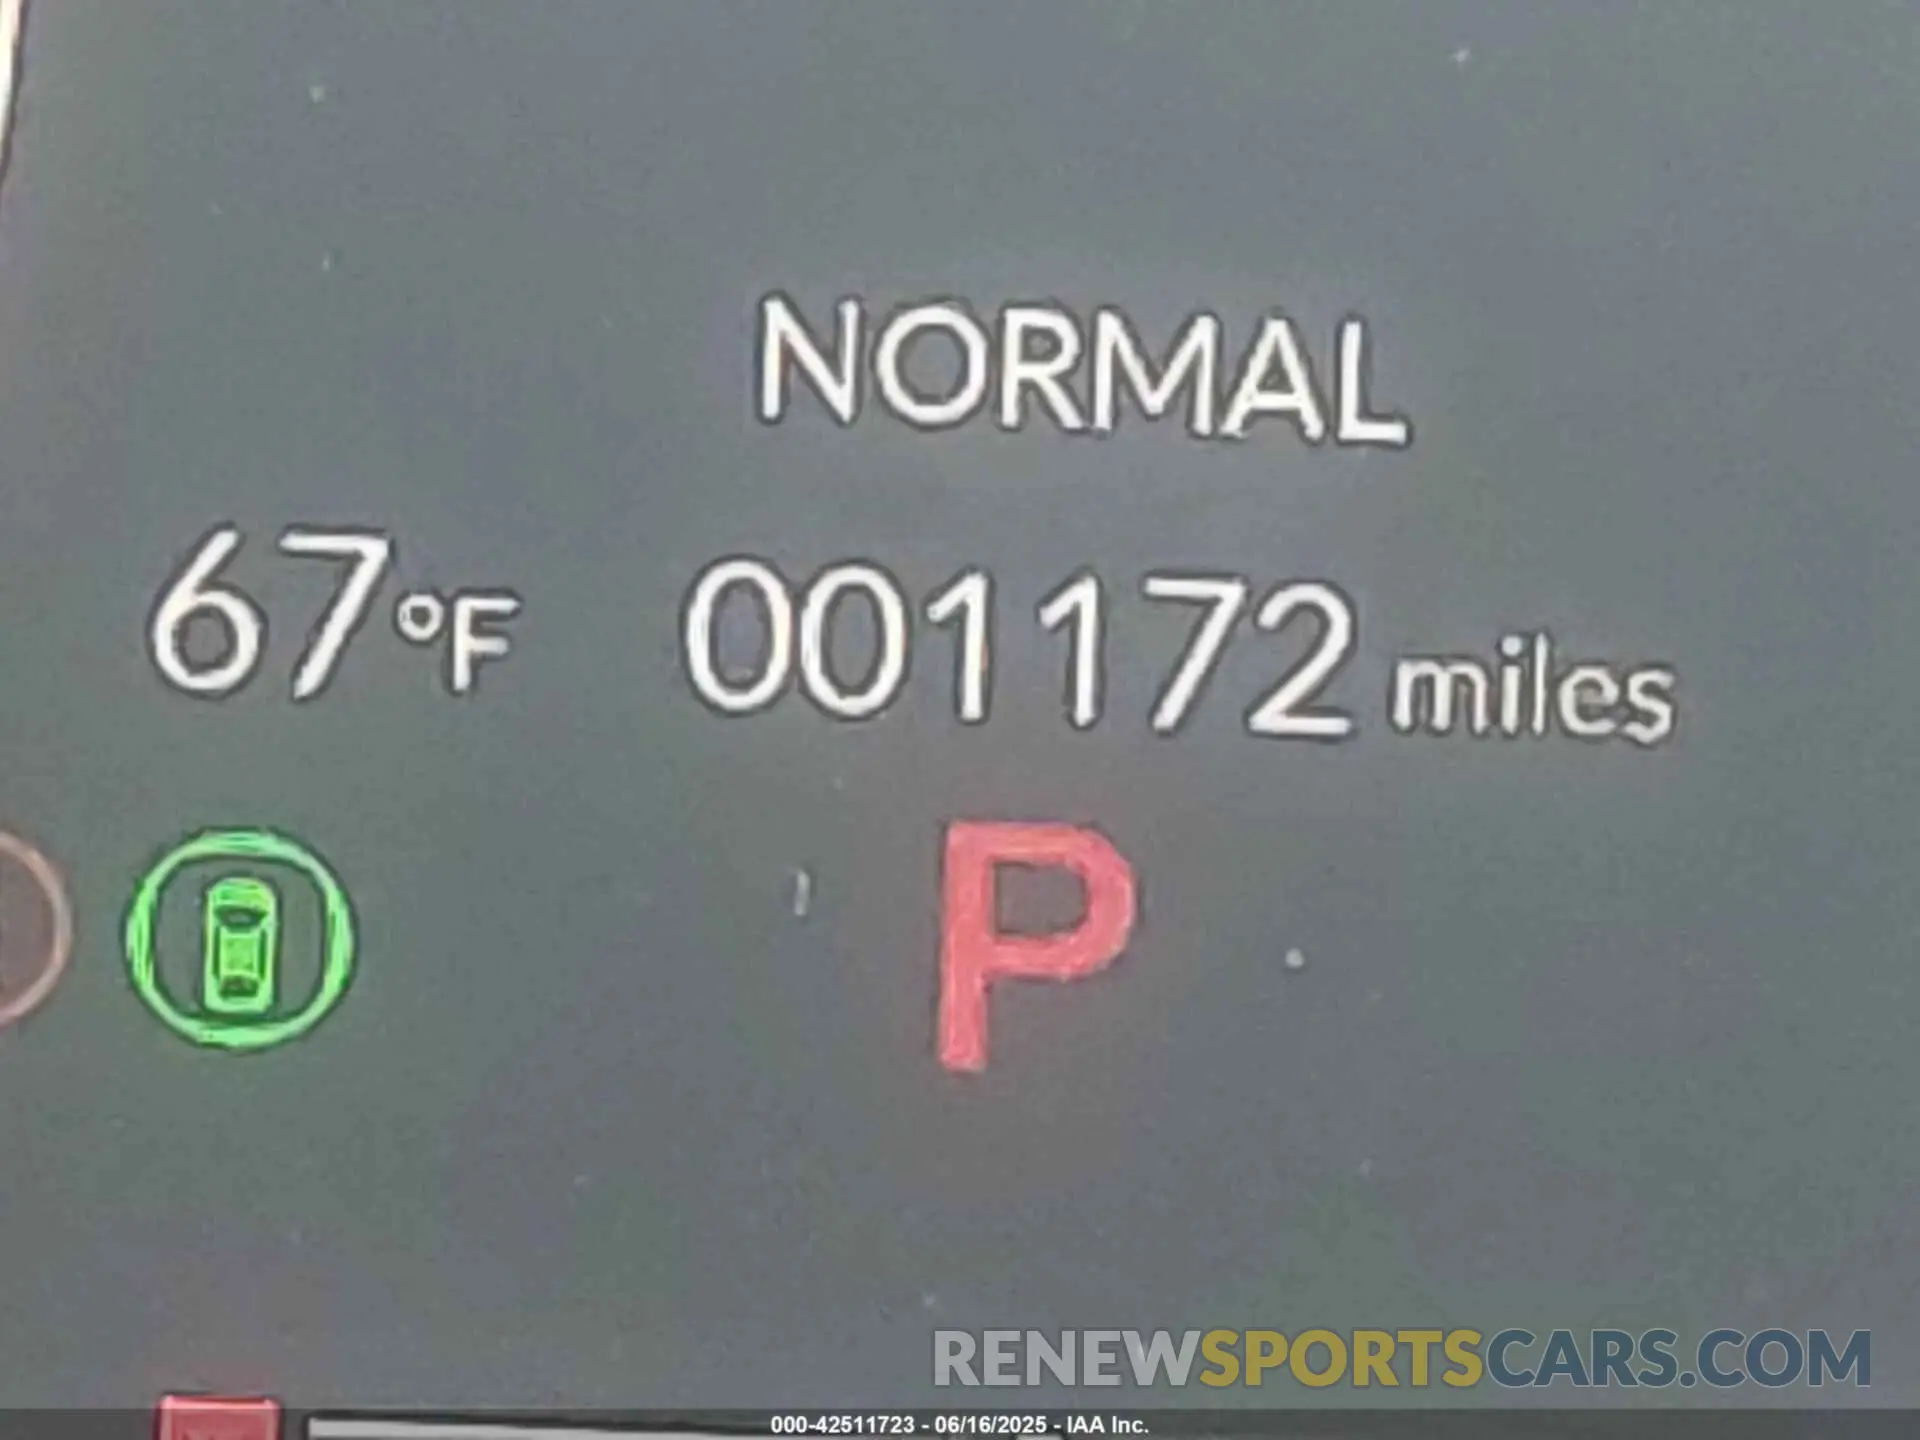 NORMAL
67°F 001172 miles
P
RENEWSPORTSCARS.COM
000-42511723 - 06/16/2025 - IAA Inc.